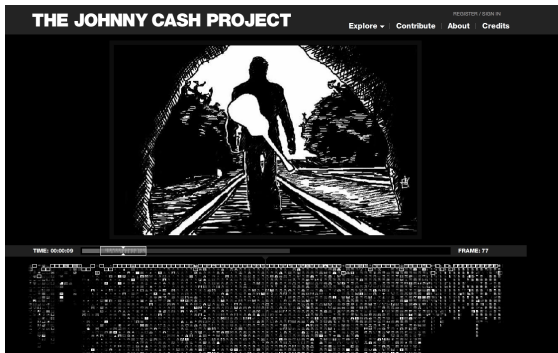 THE JOHNNY CASH PROJECT
REGISTER / SIGN IN
Explore Contribute About Credits
TIME: 00:00:09
FRAME: 77